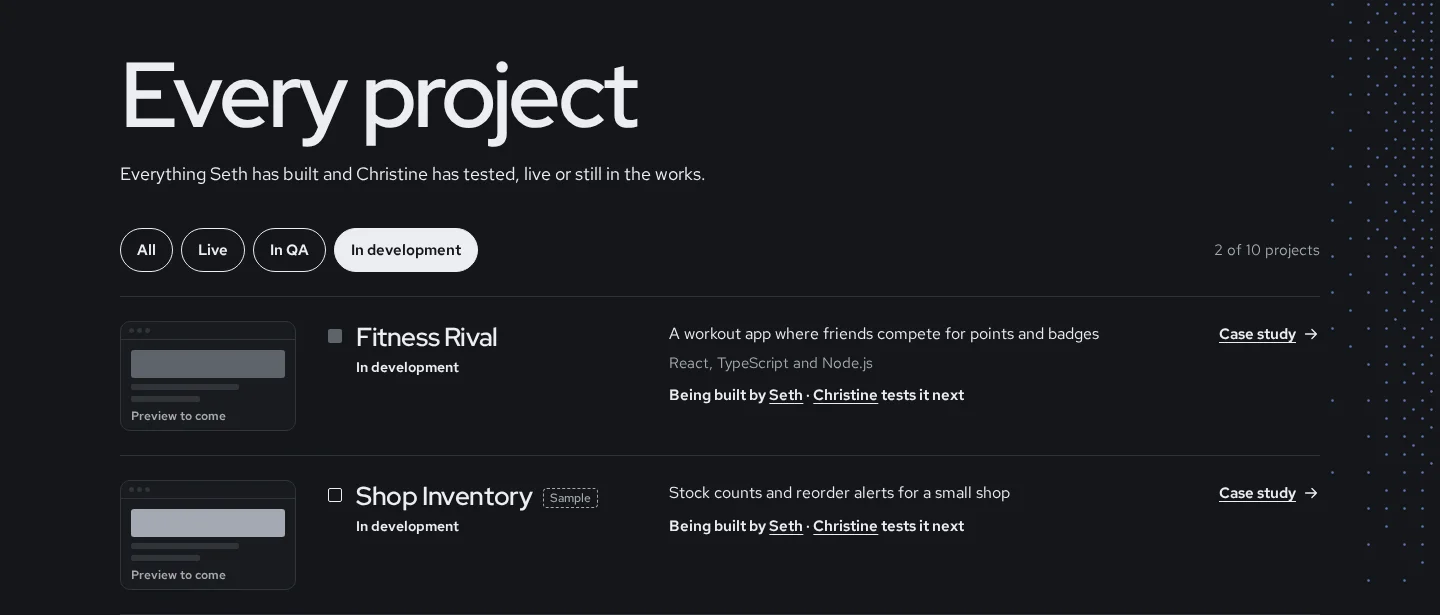 Every project
Everything Seth has built and Christine has tested, live or still in the works.
All
Live
In QA
In development
2 of 10 projects
Preview to come
Fitness Rival
In development
A workout app where friends compete for points and badges
React, TypeScript and Node.js
Being built by Seth · Christine tests it next
Case study →
Preview to come
Shop Inventory
Sample
In development
Stock counts and reorder alerts for a small shop
Being built by Seth · Christine tests it next
Case study →